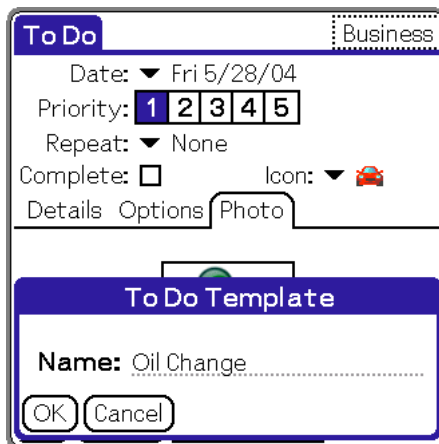 To Do Business
Date: Fri 5/28/04
Priority: 1 2 3 4 5
Repeat: None
Complete: Icon:
Details Options Photo
To Do Template
Name: Oil Change
OK Cancel